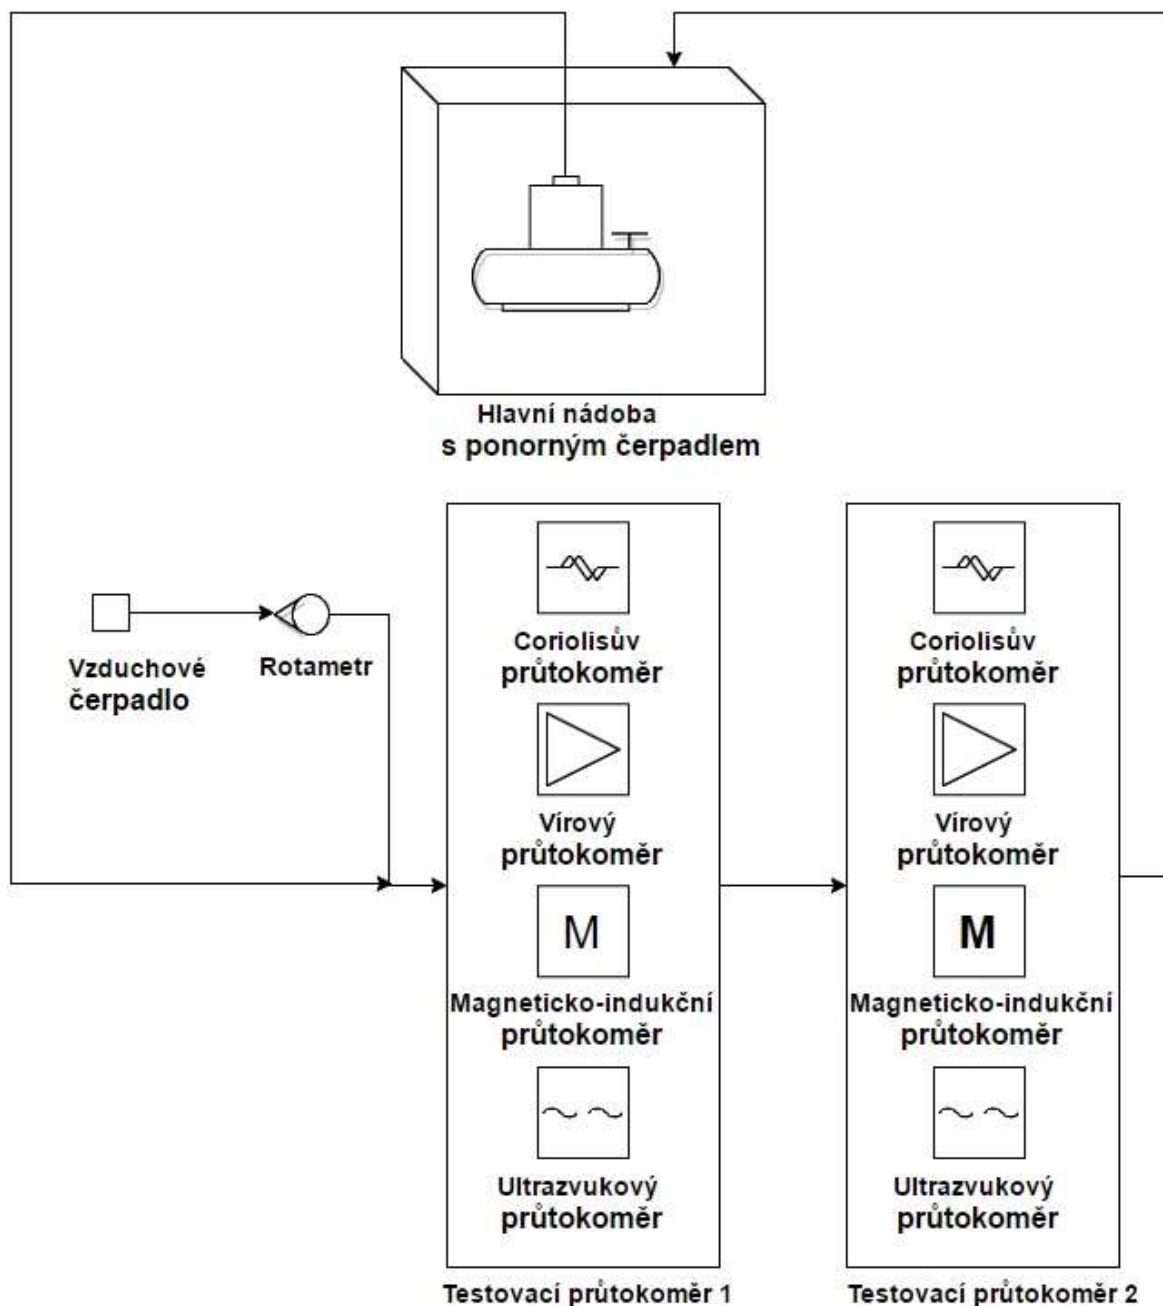 Hlavní nádoba
s ponorným čerpadlem
Vzduchové
čerpadlo
Rotametr
Coriolisův
průtokoměr
Vírový
průtokoměr
M
Magneticko-indukční
průtokoměr
Ultrazvukový
průtokoměr
Testovací průtokoměr 1
Coriolisův
průtokoměr
Vírový
průtokoměr
M
Magneticko-indukční
průtokoměr
Ultrazvukový
průtokoměr
Testovací průtokoměr 2